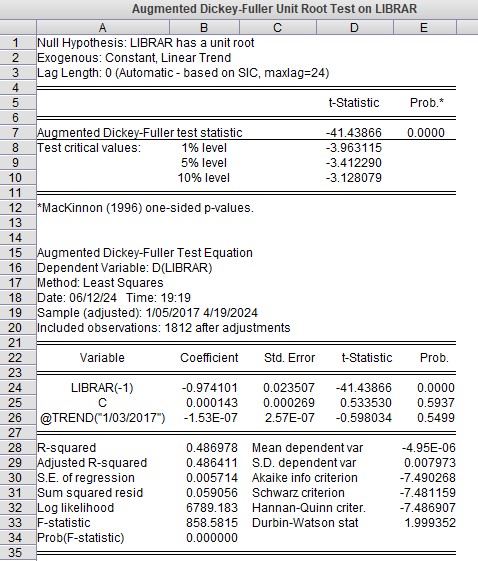 Augmented Dickey-Fuller Unit Root Test on LIBRAR
A B C D E
1 Null Hypothesis: LIBRAR has a unit root
2 Exogenous: Constant, Linear Trend
3 Lag Length: 0 (Automatic - based on SIC, maxlag=24)
4
5 t-Statistic Prob.*
6
7 Augmented Dickey-Fuller test statistic -41.43866 0.0000
8 Test critical values: 1% level -3.963115
9 5% level -3.412290
10 10% level -3.128079
11
12 *MacKinnon (1996) one-sided p-values.
13
14
15 Augmented Dickey-Fuller Test Equation
16 Dependent Variable: D(LIBRAR)
17 Method: Least Squares
18 Date: 06/12/24 Time: 19:19
19 Sample (adjusted): 1/05/2017 4/19/2024
20 Included observations: 1812 after adjustments
21
22 Variable Coefficient Std. Error t-Statistic Prob.
23
24 LIBRAR(-1) -0.974101 0.023507 -41.43866 0.0000
25 C 0.000143 0.000269 0.533530 0.5937
26 @TREND("1/03/2017") -1.53E-07 2.57E-07 -0.598034 0.5499
27
28 R-squared 0.486978 Mean dependent var -4.95E-06
29 Adjusted R-squared 0.486411 S.D. dependent var 0.007973
30 S.E. of regression 0.005714 Akaike info criterion -7.490268
31 Sum squared resid 0.059056 Schwarz criterion -7.481159
32 Log likelihood 6789.183 Hannan-Quinn criter. -7.486907
33 F-statistic 858.5815 Durbin-Watson stat 1.999352
34 Prob(F-statistic) 0.000000
35